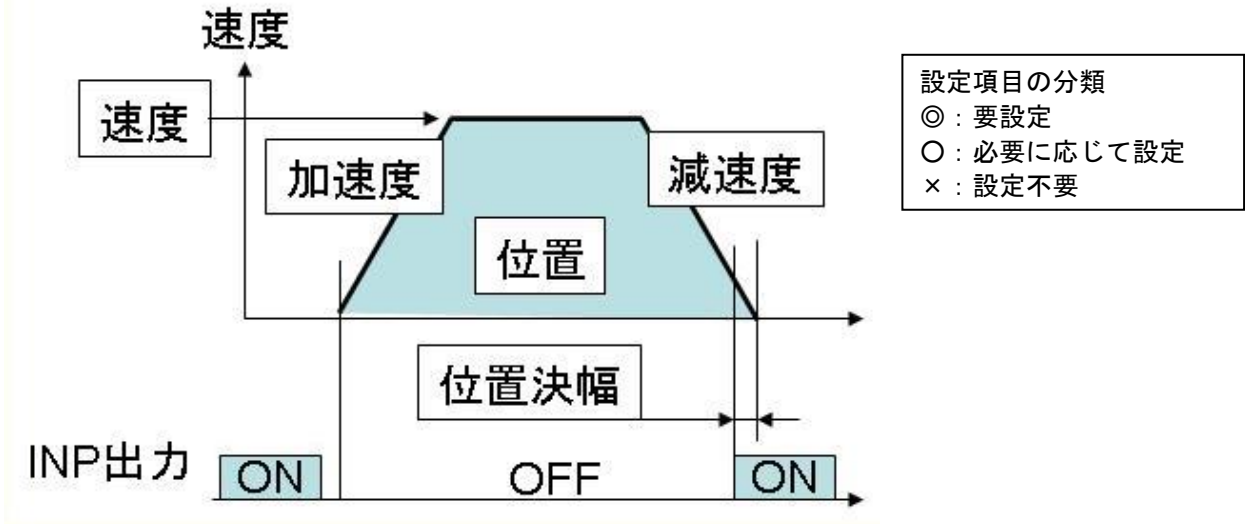 速度
速度
加速度
減速度
位置
位置決幅
INP出力
ON
OFF
ON
設定項目の分類
◎：要設定
○：必要に応じて設定
×：設定不要